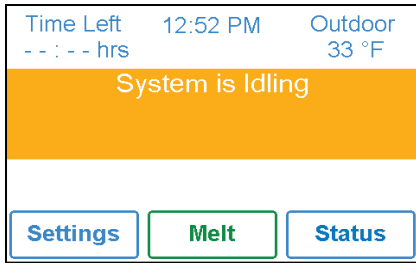 Time Left 12:52 PM Outdoor
- - : - - hrs 33 °F
System is Idling
Settings Melt Status